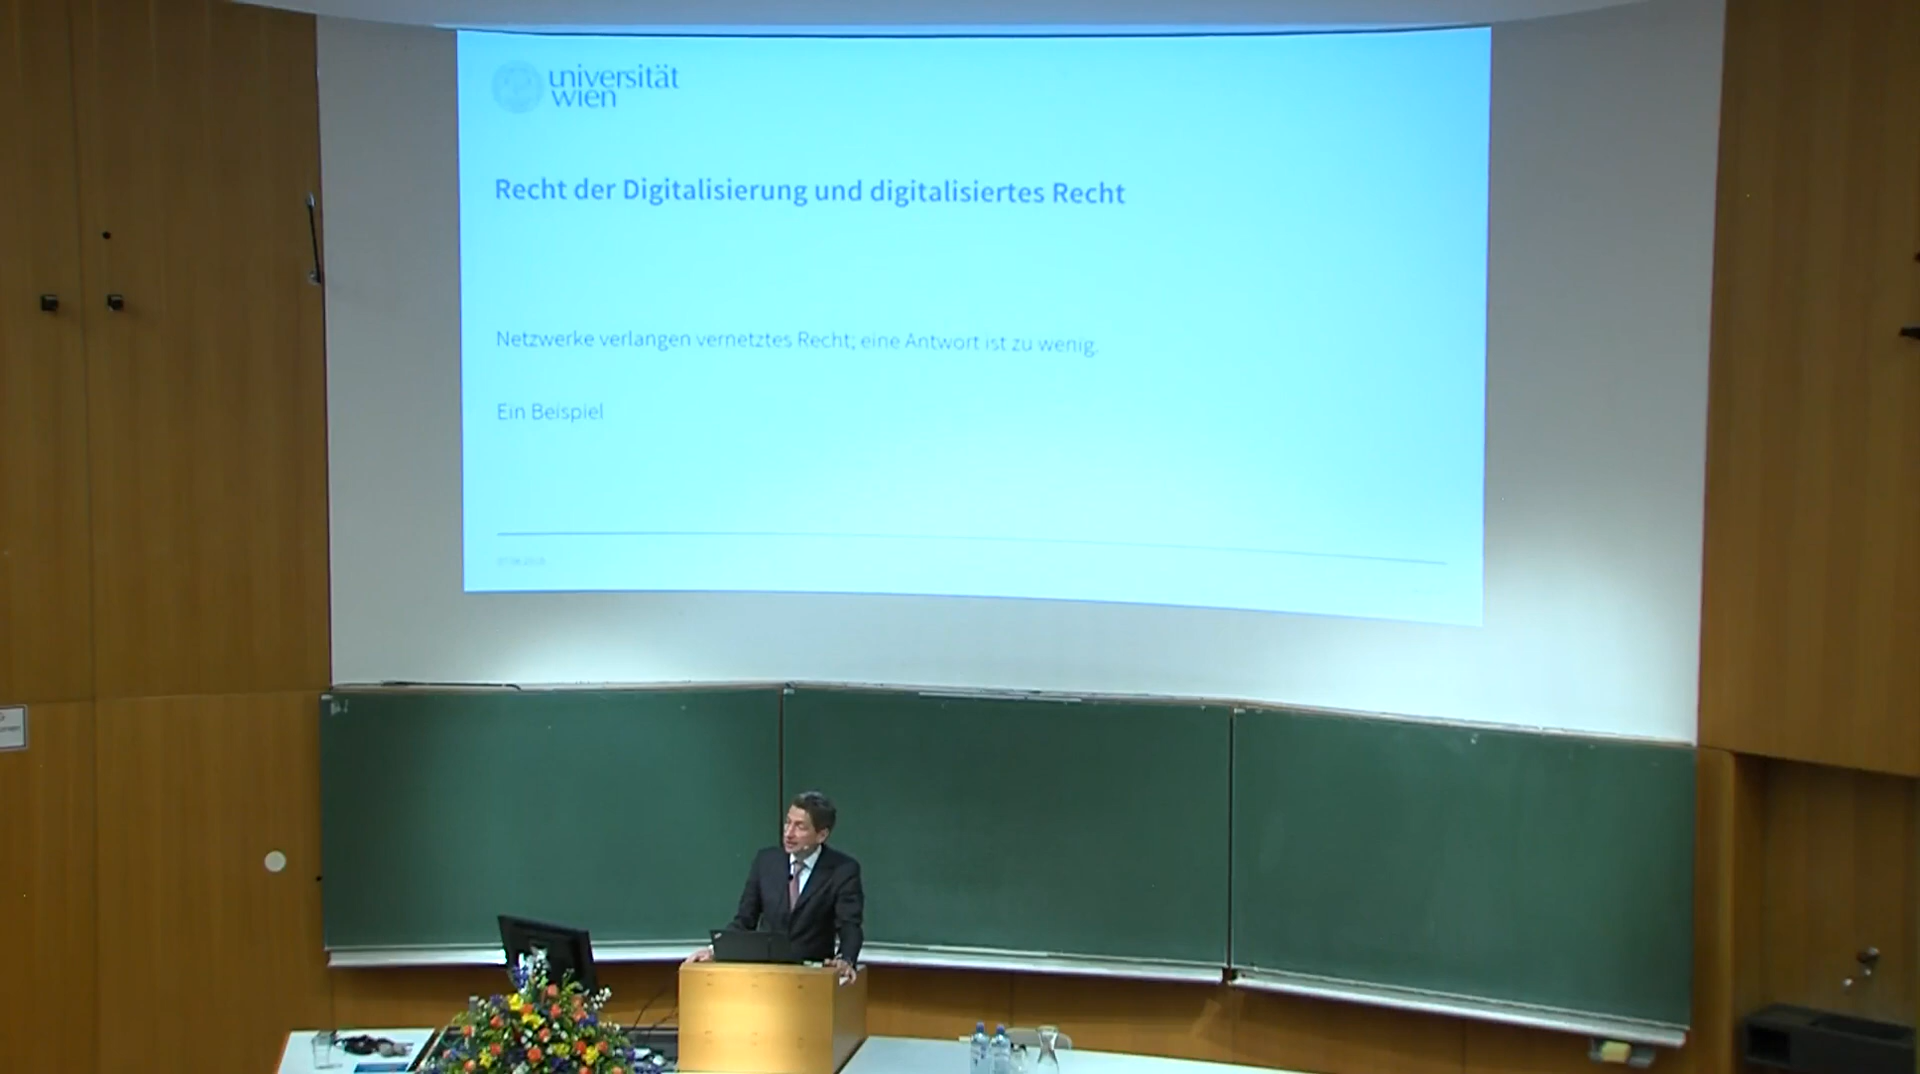 universität
wien
Recht der Digitalisierung und digitalisiertes Recht
Netzwerke verlangen vernetztes Recht; eine Antwort ist zu wenig.
Ein Beispiel